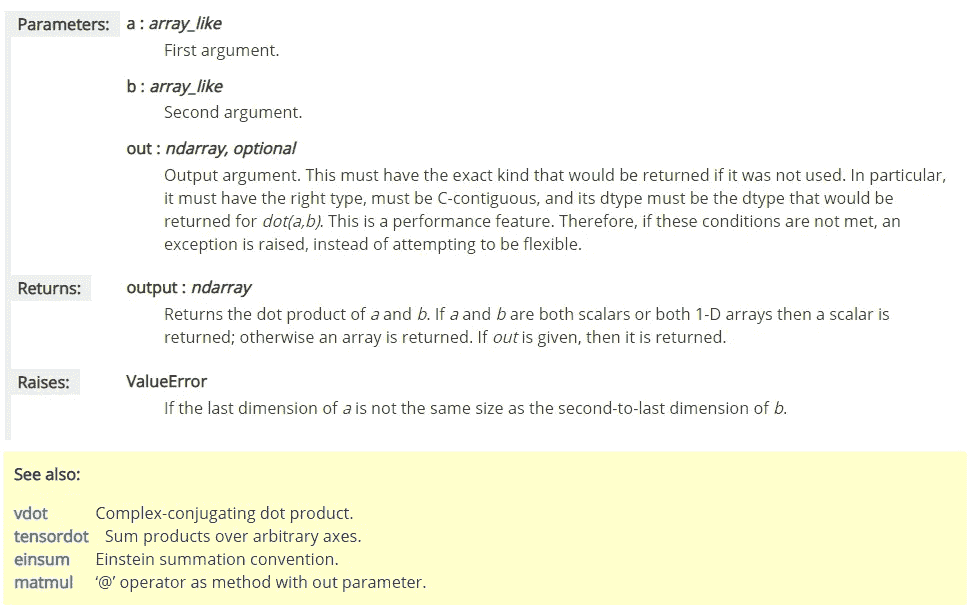 Parameters: a : array_like
First argument.
b : array_like
Second argument.
out : ndarray, optional
Output argument. This must have the exact kind that would be returned if it was not used. In particular,
it must have the right type, must be C-contiguous, and its dtype must be the dtype that would be
returned for dot(a,b). This is a performance feature. Therefore, if these conditions are not met, an
exception is raised, instead of attempting to be flexible.
Returns: output : ndarray
Returns the dot product of a and b. If a and b are both scalars or both 1-D arrays then a scalar is
returned; otherwise an array is returned. If out is given, then it is returned.
Raises: ValueError
If the last dimension of a is not the same size as the second-to-last dimension of b.
See also:
vdot Complex-conjugating dot product.
tensordot Sum products over arbitrary axes.
einsum Einstein summation convention.
matmul ‘@’ operator as method with out parameter.